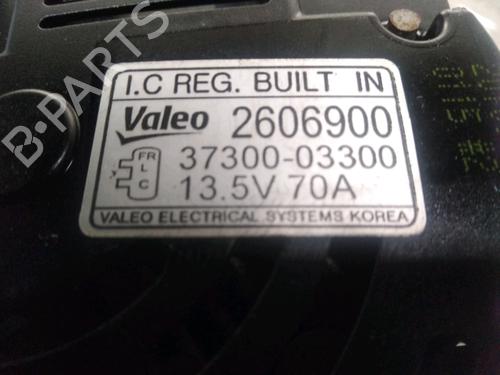 I.C REG. BUILT IN
Valeo 2606900
FR
L
C
37300-03300
13.5V 70A
VALEO ELECTRICAL SYSTEMS KOREA
B-PARTS